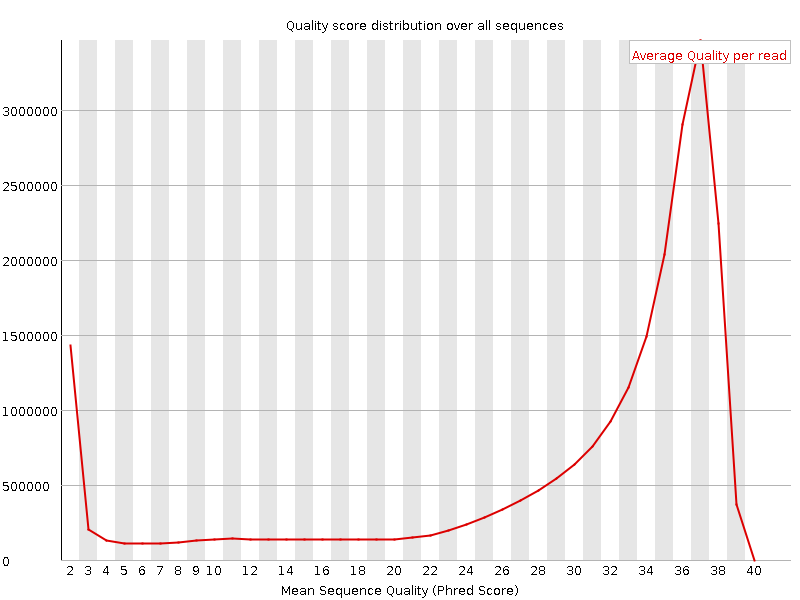 Quality score distribution over all sequences
Average Quality per read
3000000
2500000
2000000
1500000
1000000
500000
0
2 3 4 5 6 7 8 9 10 12 14 16 18 20 22 24 26 28 30 32 34 36 38 40
Mean Sequence Quality (Phred Score)